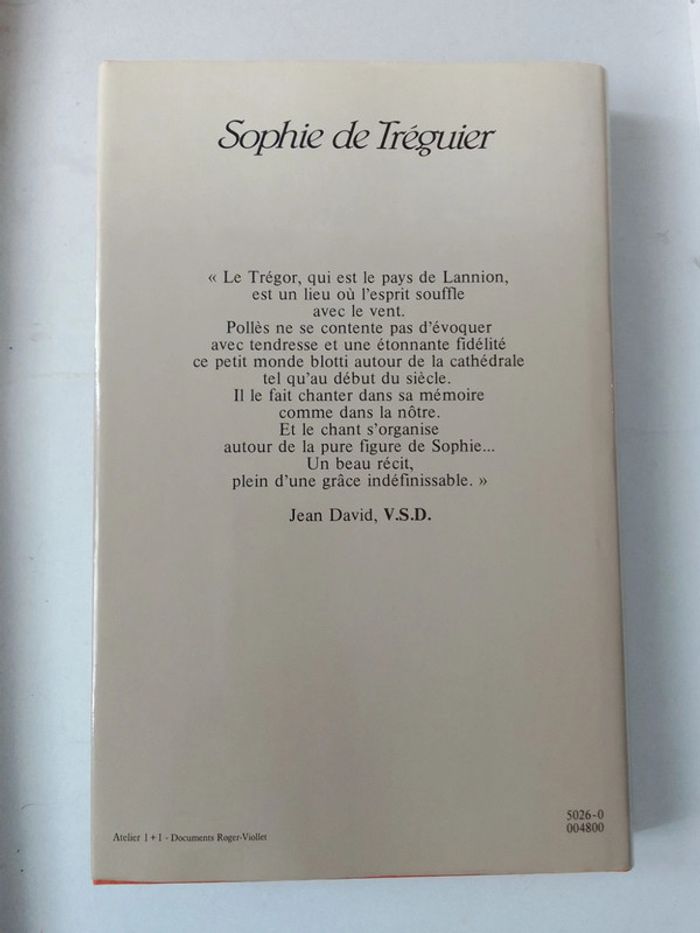 Sophie de Tréguier
« Le Trégor, qui est le pays de Lannion,
est un lieu où l'esprit souffle
avec le vent.
Pollès ne se contente pas d'évoquer
avec tendresse et une étonnante fidélité
ce petit monde blotti autour de la cathédrale
tel qu'au début du siècle.
Il le fait chanter dans sa mémoire
comme dans la nôtre.
Et le chant s'organise
autour de la pure figure de Sophie...
Un beau récit,
plein d'une grâce indéfinissable. »
Jean David, V.S.D.
5026-0
004800
Atelier 1 + 1 - Documents Roger-Viollet